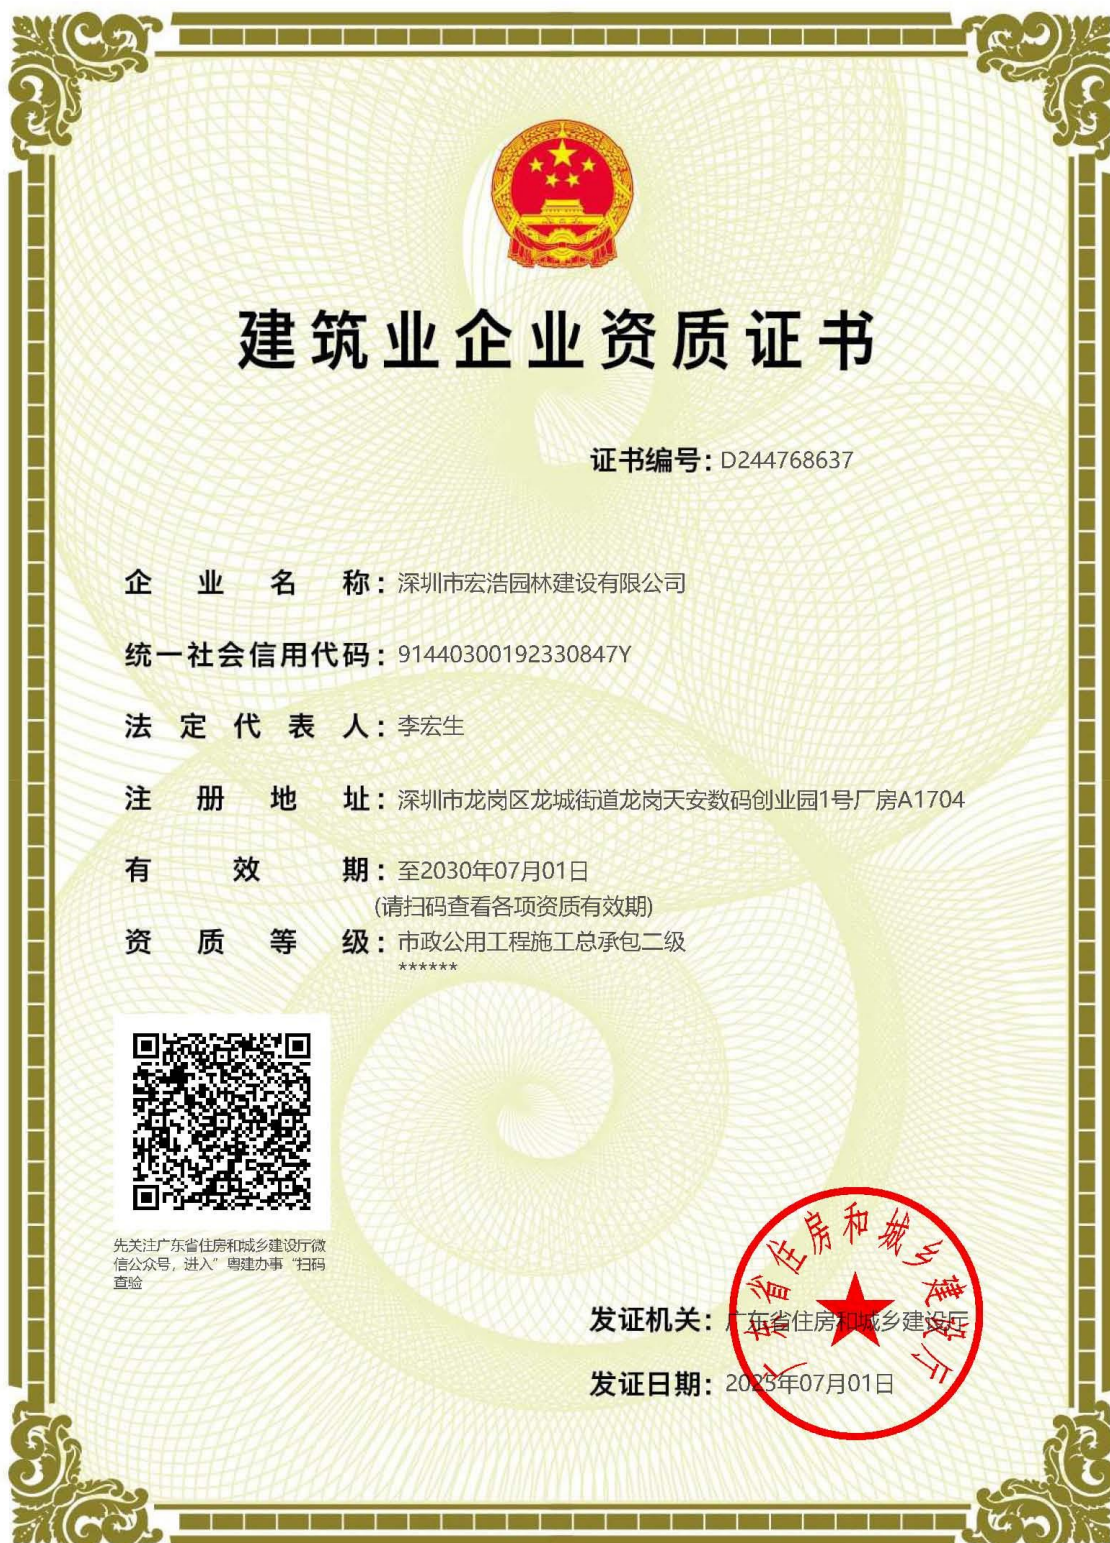 建筑业企业资质证书
证书编号：D244768637
企业名称：深圳市宏浩园林建设有限公司
统一社会信用代码：91440300192330847Y
法定代表人：李宏生
注册地址：深圳市龙岗区龙城街道龙岗天安数码创业园1号厂房A1704
有效期：至2030年07月01日
(请扫码查看各项资质有效期)
资质等级：市政公用工程施工总承包二级
******
先关注广东省住房和城乡建设厅微
信公众号，进入”粤建办事“扫码
查验
广东省住房和城乡建设厅
发证机关：广东省住房和城乡建设厅
发证日期：2025年07月01日